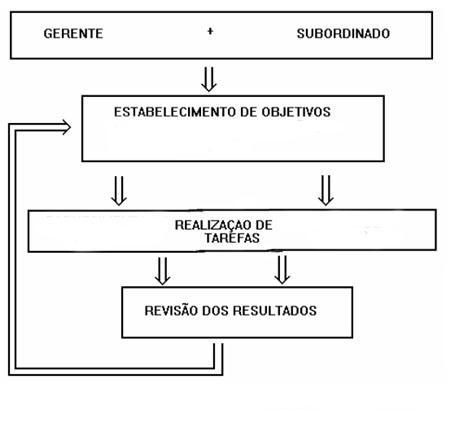 GERENTE + SUBORDINADO
ESTABELECIMENTO DE OBJETIVOS
REALIZAÇAO DE
TAREFAS
REVISÃO DOS RESULTADOS